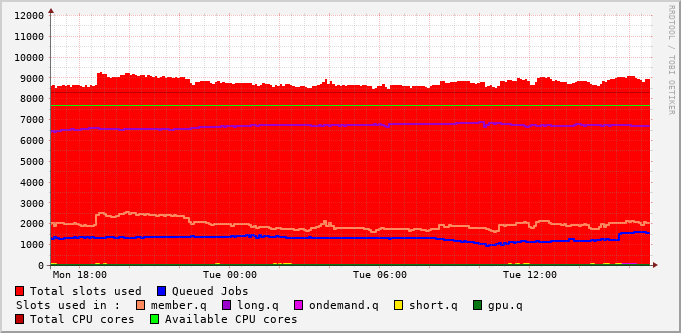 12000
11000
10000
9000
8000
7000
6000
5000
4000
3000
2000
1000
0
Mon 18:00 Tue 00:00 Tue 06:00 Tue 12:00
RRDTOOL / TOBI OETIKER
Total slots used Queued Jobs
Slots used in : member.q long.q ondemand.q short.q gpu.q
Total CPU cores Available CPU cores